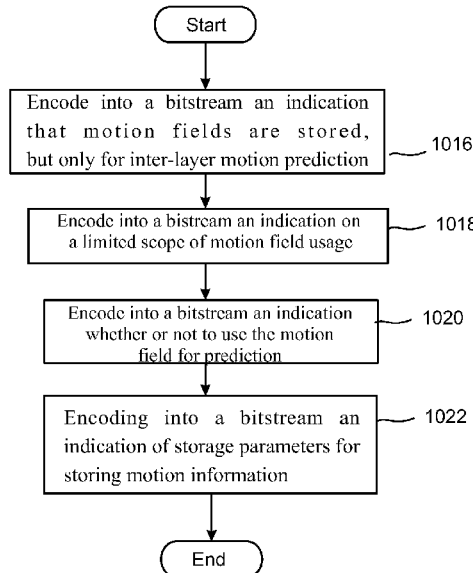 Start
Encode into a bitstream an indication
that motion fields are stored,
but only for inter-layer motion prediction
1016
Encode into a bistream an indication on
a limited scope of motion field usage
1018
Encode into a bitstream an indication
whether or not to use the motion
field for prediction
1020
Encoding into a bitstream an
indication of storage parameters for
storing motion information
1022
End